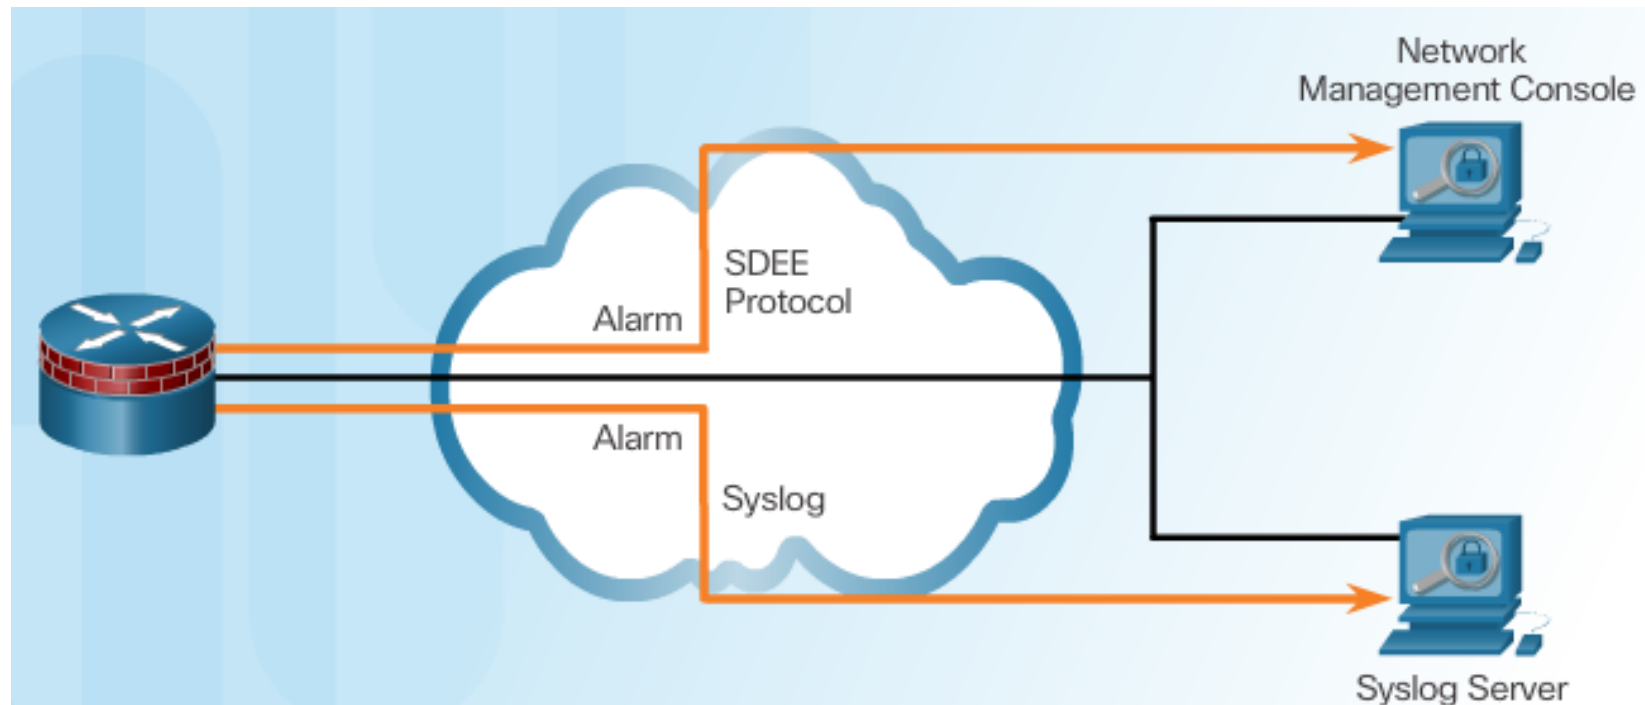 Network
Management Console
SDEE
Protocol
Alarm
Alarm
Syslog
Syslog Server